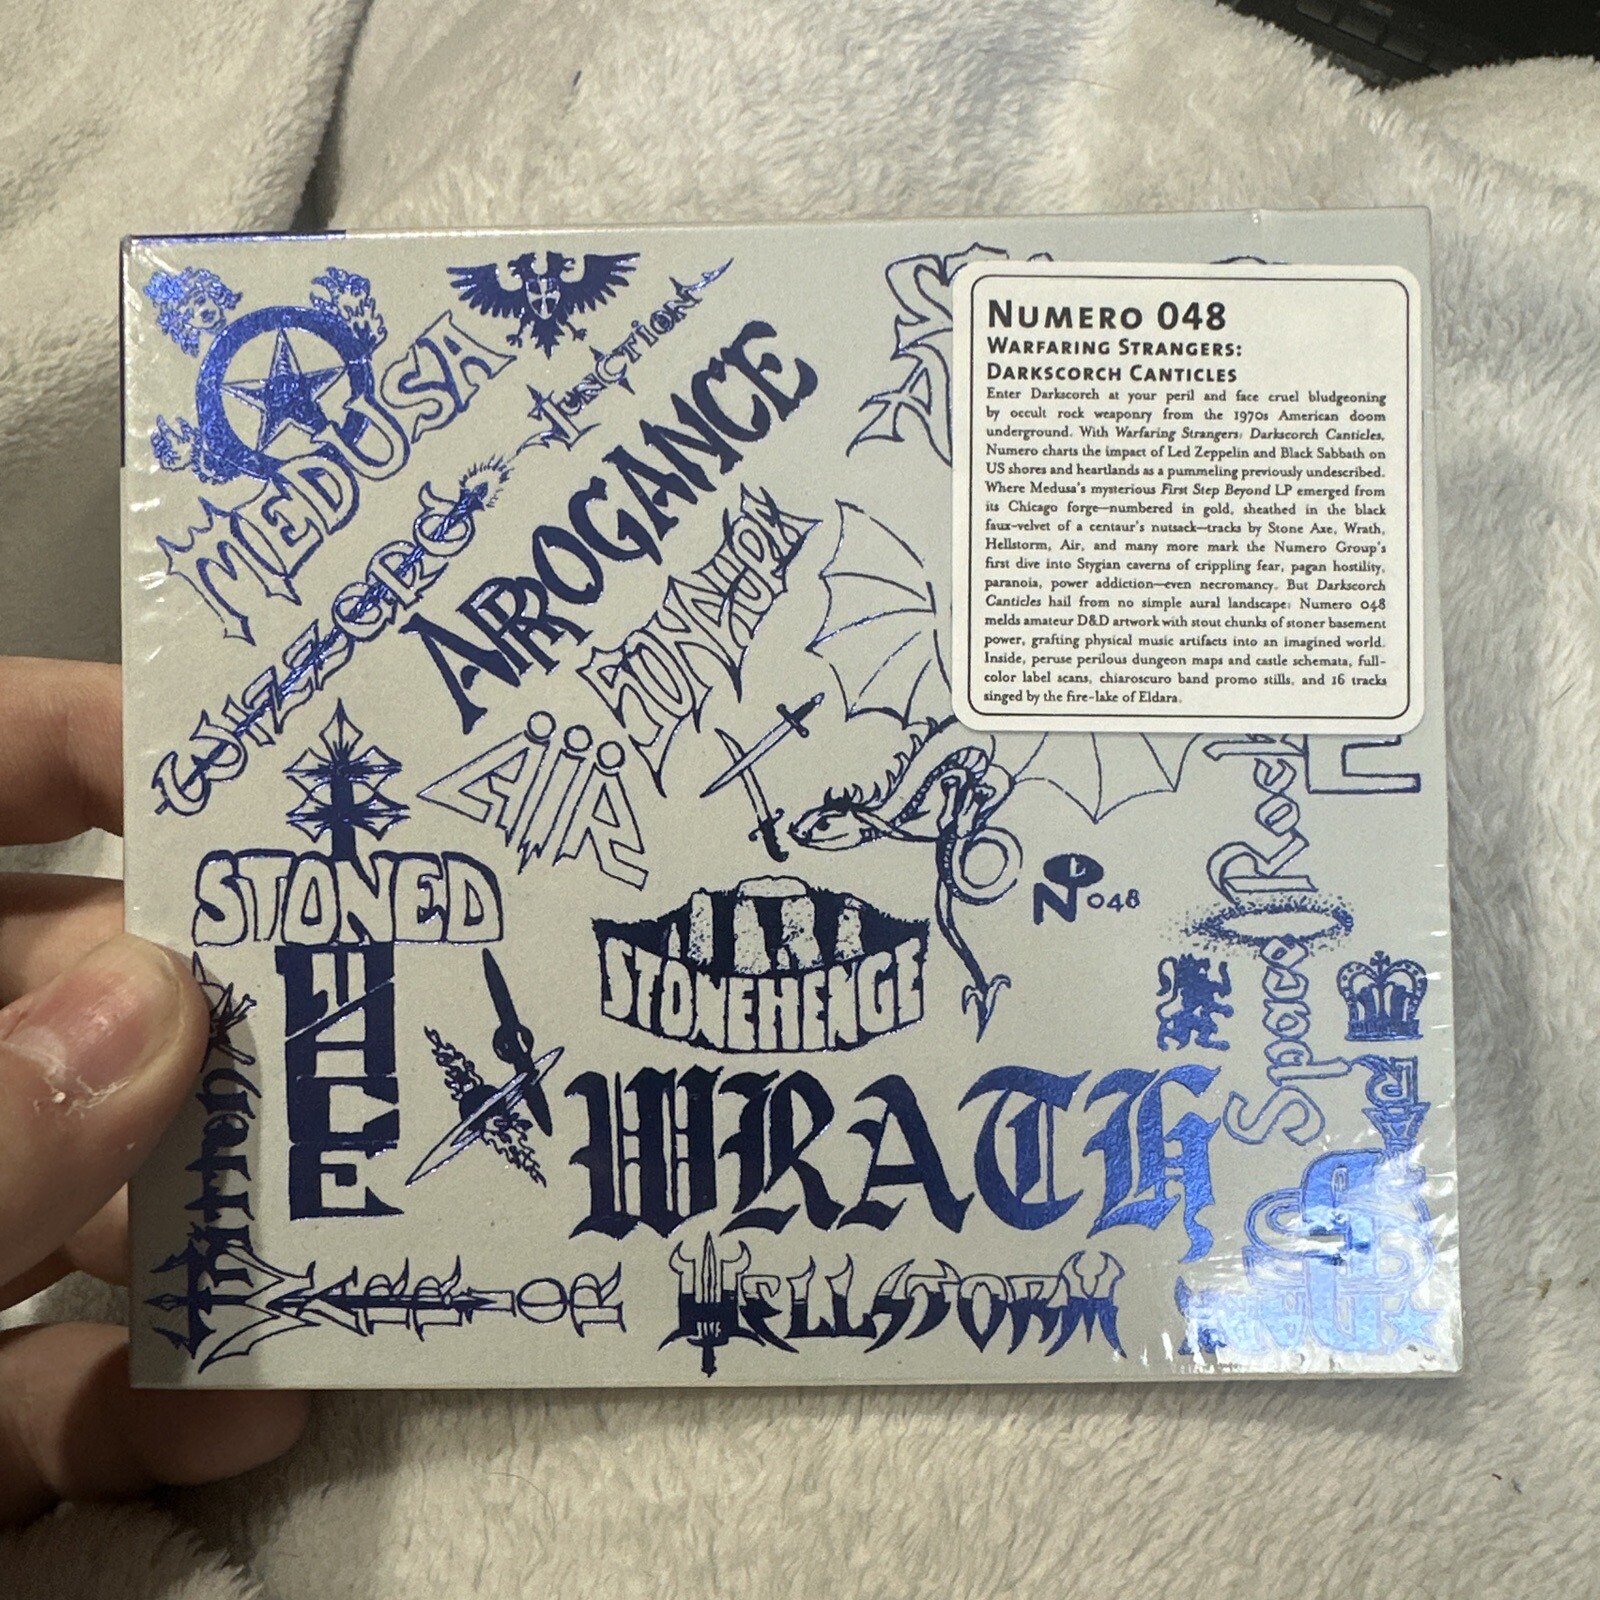 MEDUSA
JUNCTION
WIZZERRD
ARROGANCE
SONAURA
AIR
STONED
MACE
STONEHENGE
N 048
Space Rock
Triton
WRATH
WARRIOR
HELLSTORM
NUMERO 048
WARFARING STRANGERS:
DARKSCORCH CANTICLES
Enter Darkscorch at your peril and face cruel bludgeoning
by occult rock weaponry from the 1970s American doom
underground. With Warfaring Strangers: Darkscorch Canticles,
Numero charts the impact of Led Zeppelin and Black Sabbath on
US shores and heartlands as a pummeling previously undescribed.
Where Medusa's mysterious First Step Beyond LP emerged from
its Chicago forge—numbered in gold, sheathed in the black
faux-velvet of a centaur's nutsack—tracks by Stone Axe, Wrath,
Hellstorm, Air, and many more mark the Numero Group's
first dive into Stygian caverns of crippling fear, pagan hostility,
paranoia, power addiction—even necromancy. But Darkscorch
Canticles hail from no simple aural landscape: Numero 048
melds amateur D&D artwork with stout chunks of stoner basement
power, grafting physical music artifacts into an imagined world.
Inside, peruse perilous dungeon maps and castle schemata, full-
color label scans, chiaroscuro band promo stills, and 16 tracks
singed by the fire-lake of Eldara.